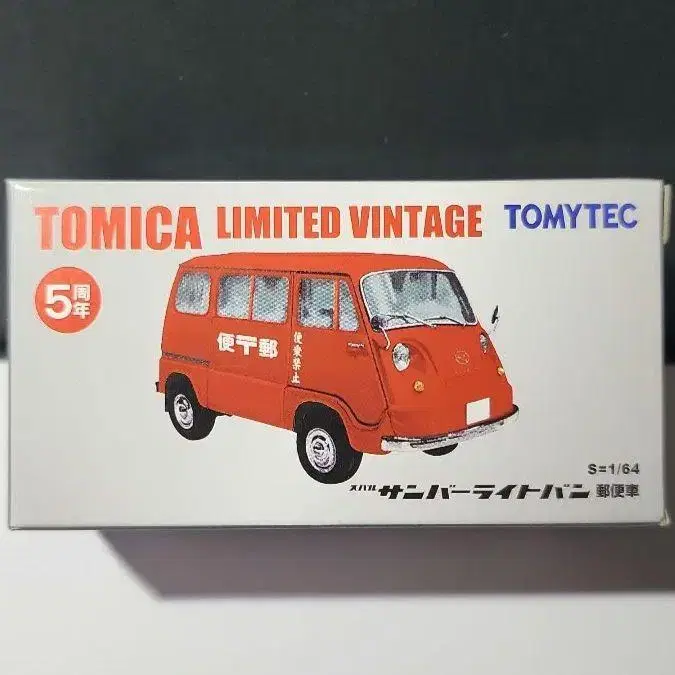 TOMICA LIMITED VINTAGE TOMYTEC
5周年
便〒郵
便乗禁止
S=1/64
スバル サンバーライトバン 郵便車